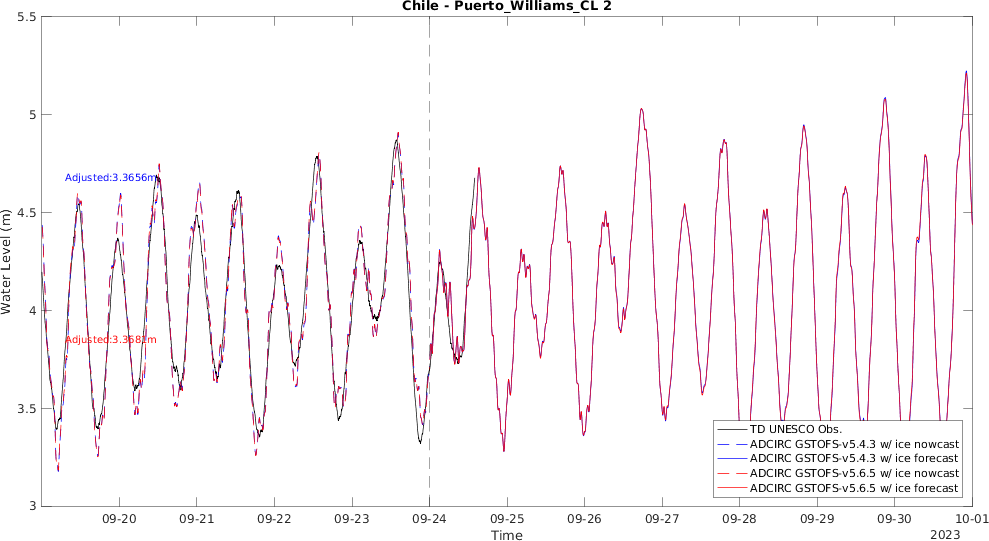 Chile - Puerto_Williams_CL 2
5.5
5
4.5
4
3.5
3
Water Level (m)
Adjusted:3.3656m
Adjusted:3.3681m
TD UNESCO Obs.
ADCIRC GSTOFS-v5.4.3 w/ ice nowcast
ADCIRC GSTOFS-v5.4.3 w/ ice forecast
ADCIRC GSTOFS-v5.6.5 w/ ice nowcast
ADCIRC GSTOFS-v5.6.5 w/ ice forecast
09-20 09-21 09-22 09-23 09-24 09-25 09-26 09-27 09-28 09-29 09-30 10-01
Time
2023